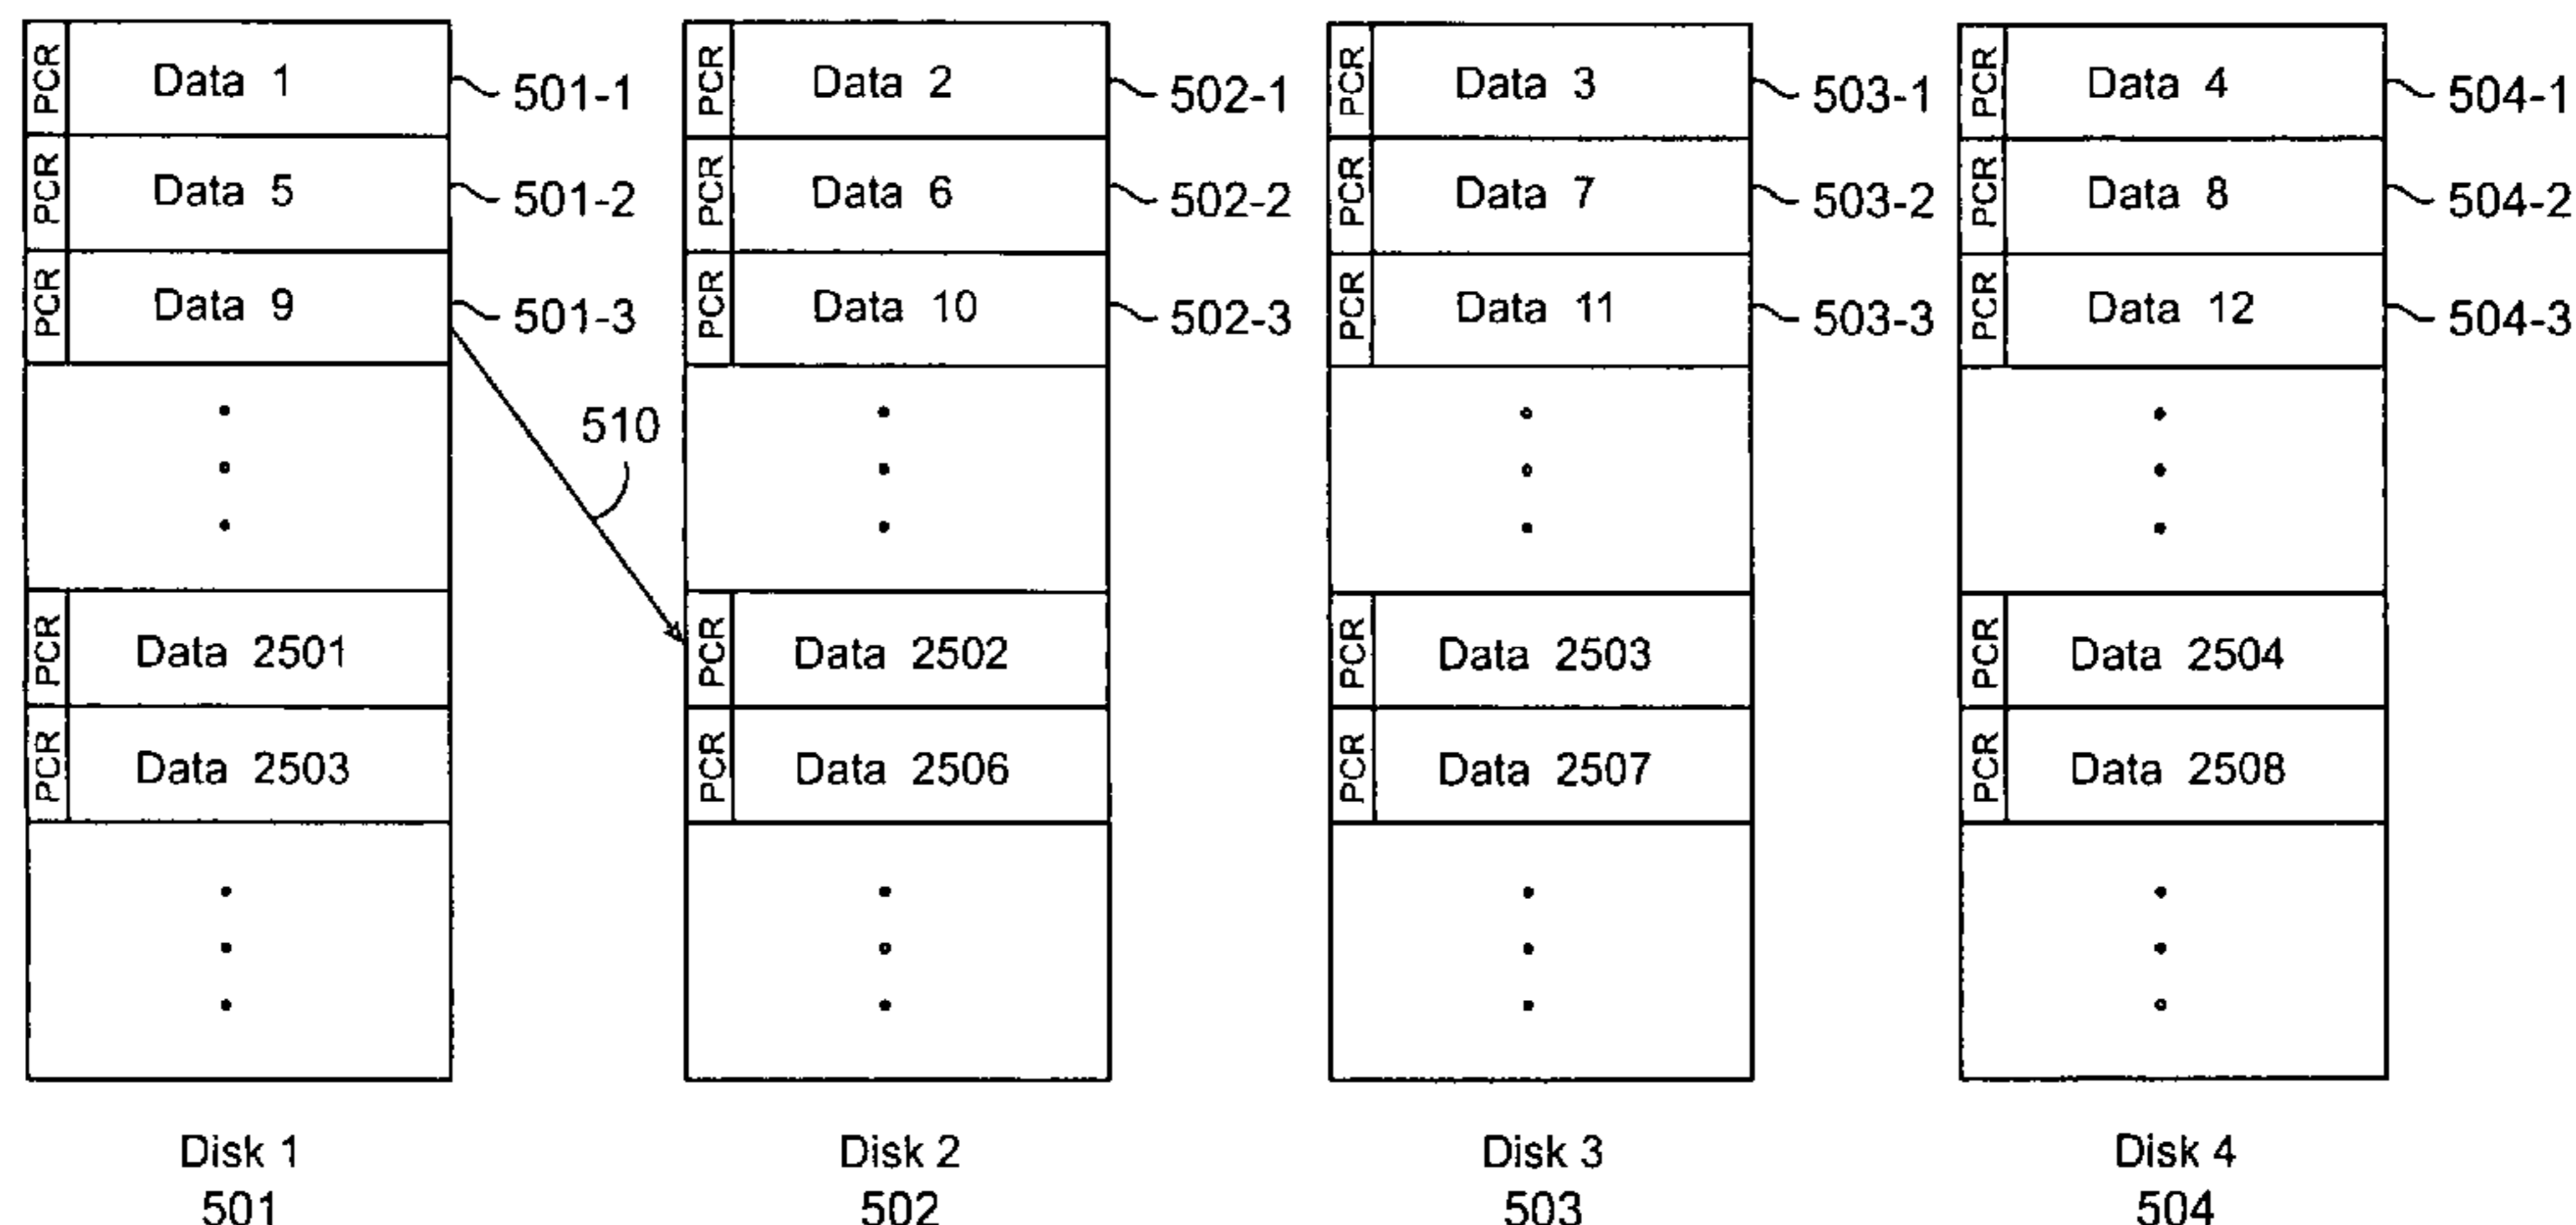 PCR Data 1 501-1 PCR Data 2 502-1 PCR Data 3 503-1 PCR Data 4 504-1
PCR Data 5 501-2 PCR Data 6 502-2 PCR Data 7 503-2 PCR Data 8 504-2
PCR Data 9 501-3 PCR Data 10 502-3 PCR Data 11 503-3 PCR Data 12 504-3
510
PCR Data 2501 PCR Data 2502 PCR Data 2503 PCR Data 2504
PCR Data 2503 PCR Data 2506 PCR Data 2507 PCR Data 2508
Disk 1 Disk 2 Disk 3 Disk 4
501 502 503 504